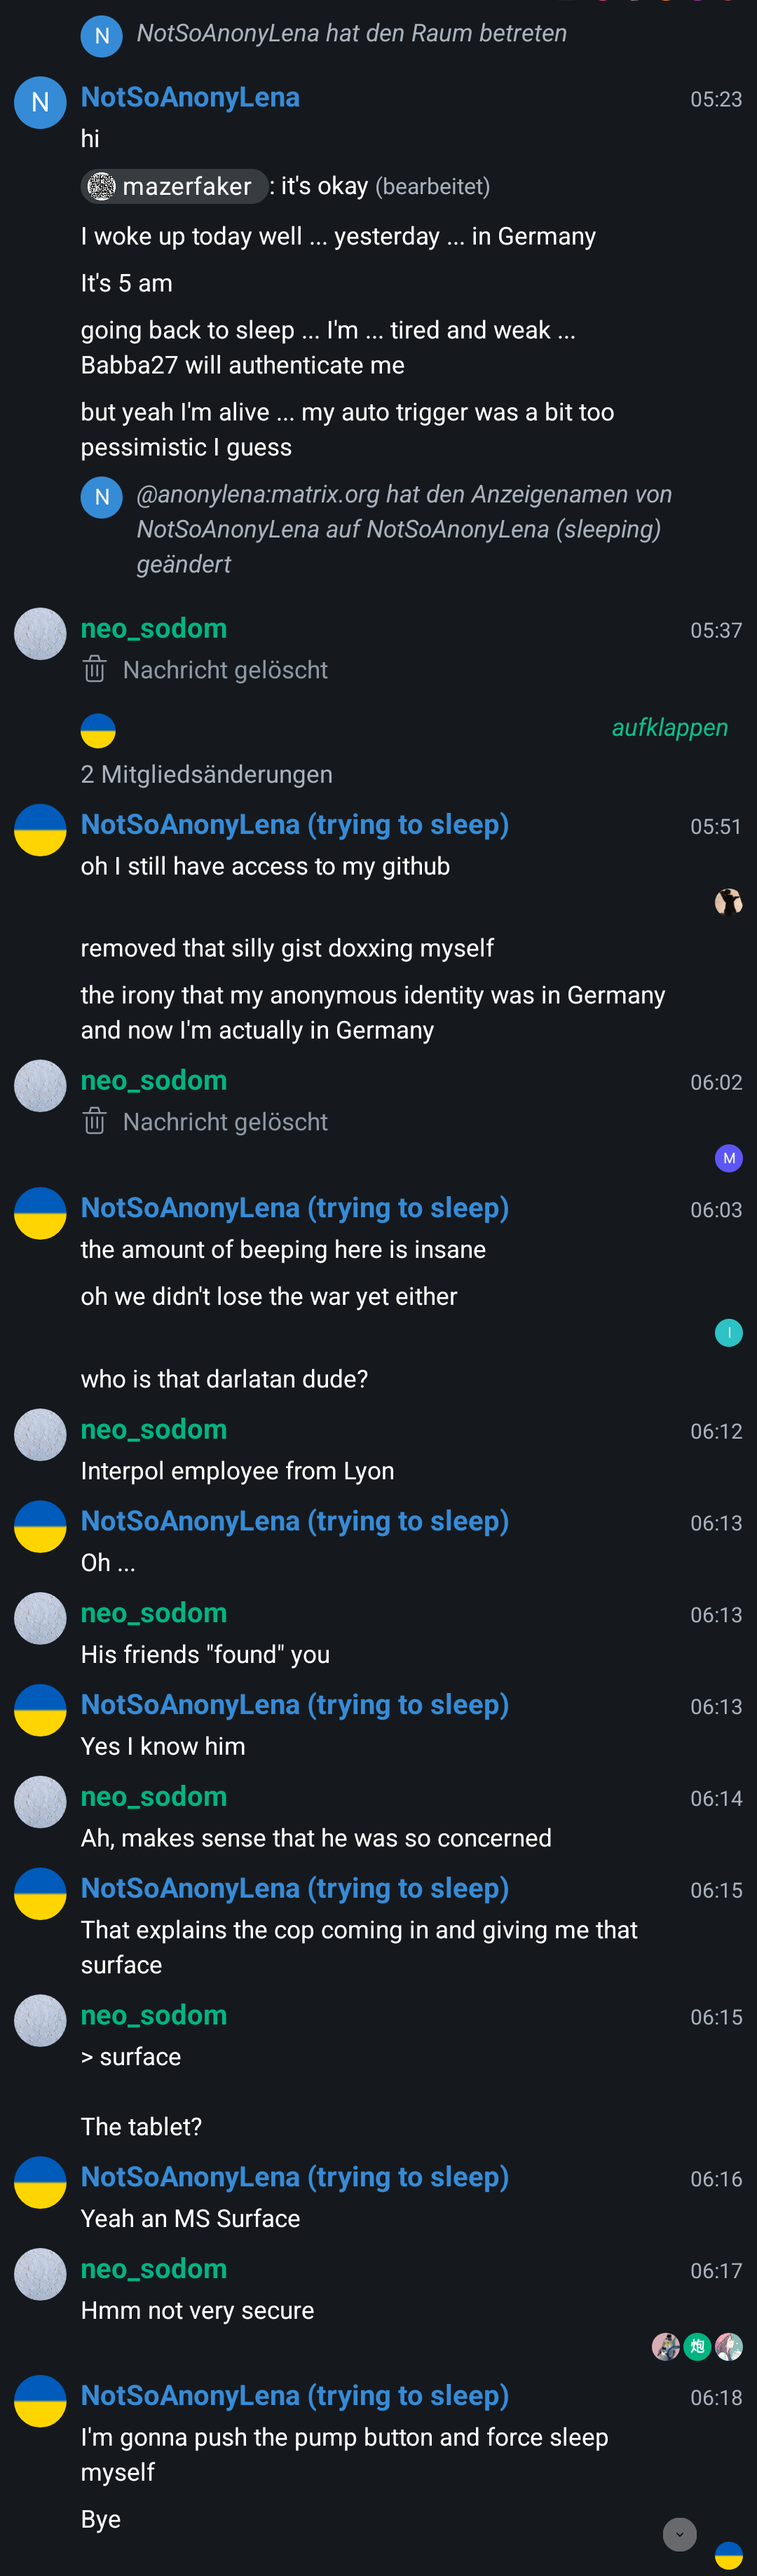 N NotSoAnonyLena hat den Raum betreten
N NotSoAnonyLena 05:23
hi
mazerfaker : it's okay (bearbeitet)
I woke up today well ... yesterday ... in Germany
It's 5 am
going back to sleep ... I'm ... tired and weak ...
Babba27 will authenticate me
but yeah I'm alive ... my auto trigger was a bit too
pessimistic I guess
N @anonylena:matrix.org hat den Anzeigenamen von
NotSoAnonyLena auf NotSoAnonyLena (sleeping)
geändert
neo_sodom 05:37
Nachricht gelöscht
aufklappen
2 Mitgliedsänderungen
NotSoAnonyLena (trying to sleep) 05:51
oh I still have access to my github
removed that silly gist doxxing myself
the irony that my anonymous identity was in Germany
and now I'm actually in Germany
neo_sodom 06:02
Nachricht gelöscht
M
NotSoAnonyLena (trying to sleep) 06:03
the amount of beeping here is insane
oh we didn't lose the war yet either
I
who is that darlatan dude?
neo_sodom 06:12
Interpol employee from Lyon
NotSoAnonyLena (trying to sleep) 06:13
Oh ...
neo_sodom 06:13
His friends "found" you
NotSoAnonyLena (trying to sleep) 06:13
Yes I know him
neo_sodom 06:14
Ah, makes sense that he was so concerned
NotSoAnonyLena (trying to sleep) 06:15
That explains the cop coming in and giving me that
surface
neo_sodom 06:15
> surface
The tablet?
NotSoAnonyLena (trying to sleep) 06:16
Yeah an MS Surface
neo_sodom 06:17
Hmm not very secure
炮
NotSoAnonyLena (trying to sleep) 06:18
I'm gonna push the pump button and force sleep
myself
Bye